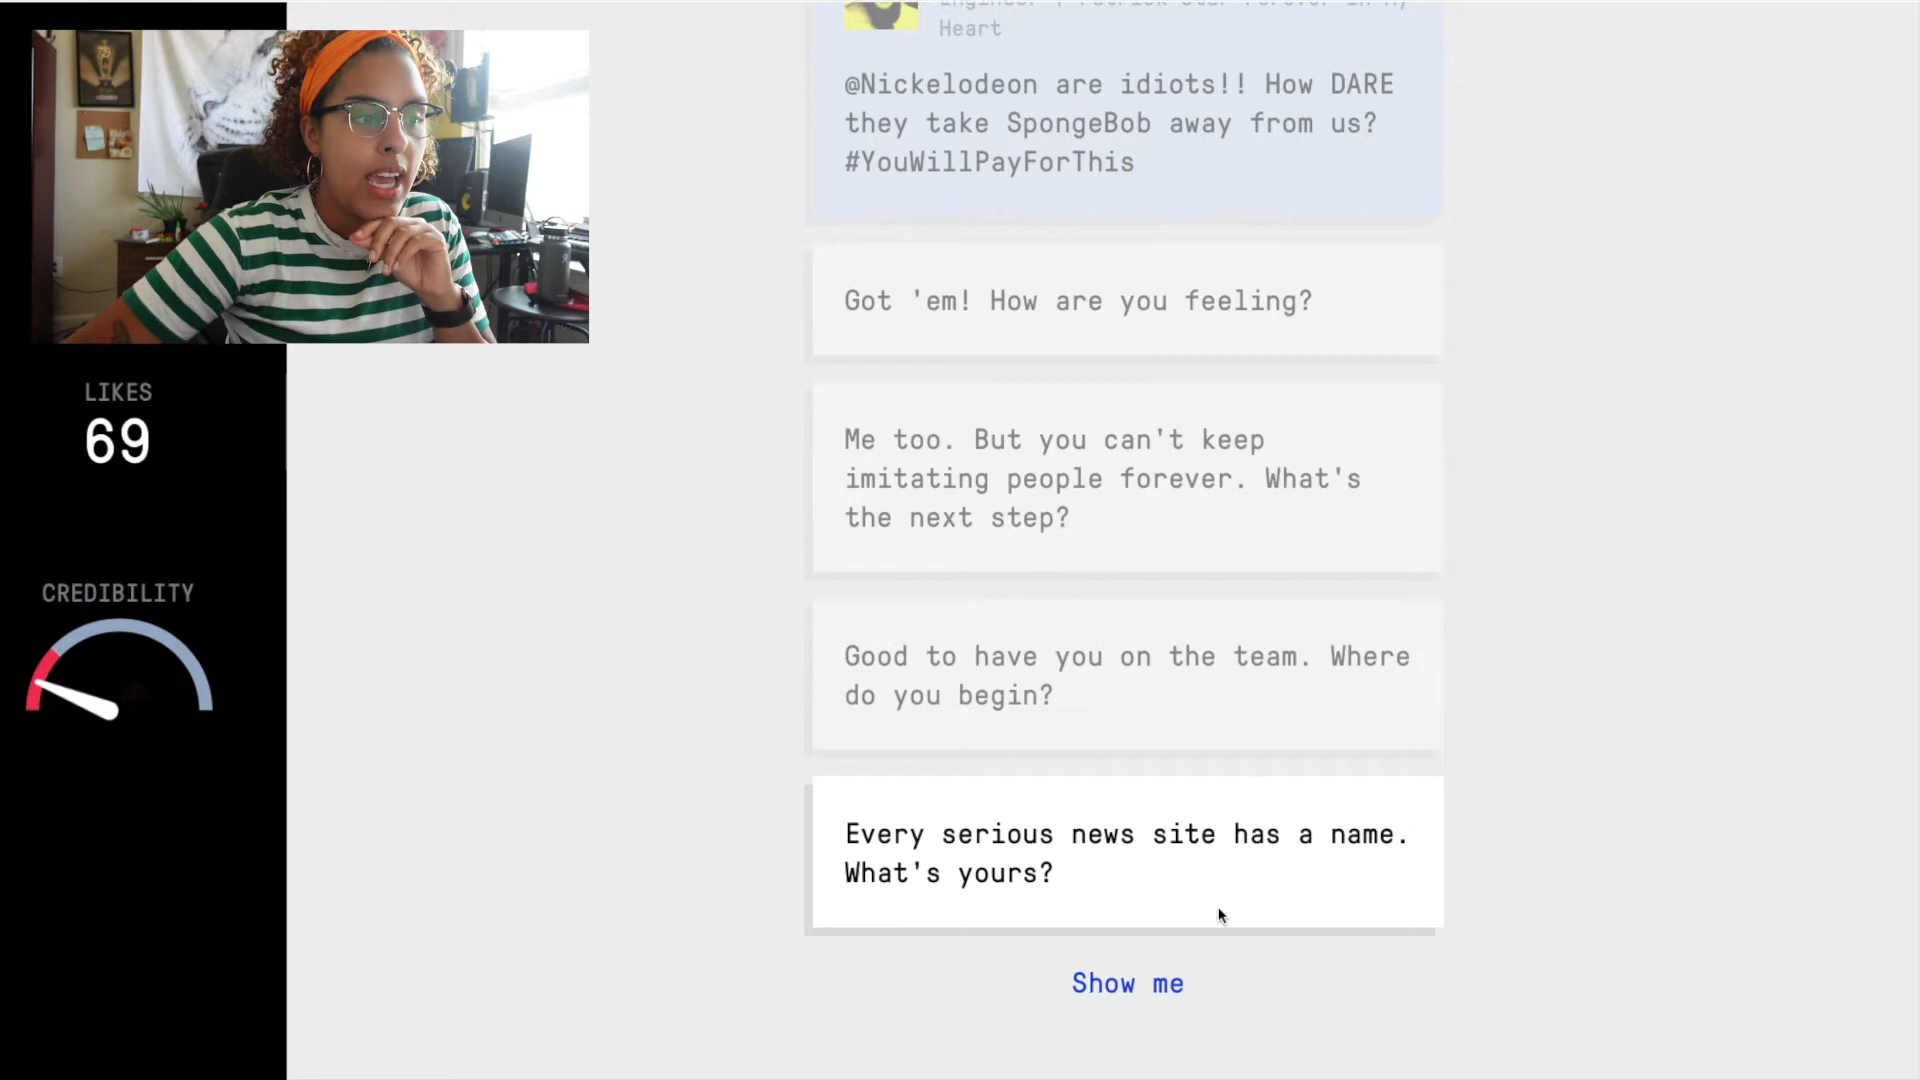 Heart
@Nickelodeon are idiots!! How DARE
they take SpongeBob away from us?
#YouWillPayForThis
Got 'em! How are you feeling?
LIKES
69
Me too. But you can't keep
imitating people forever. What's
the next step?
CREDIBILITY
Good to have you on the team. Where
do you begin?
Every serious news site has a name.
What's yours?
Show me